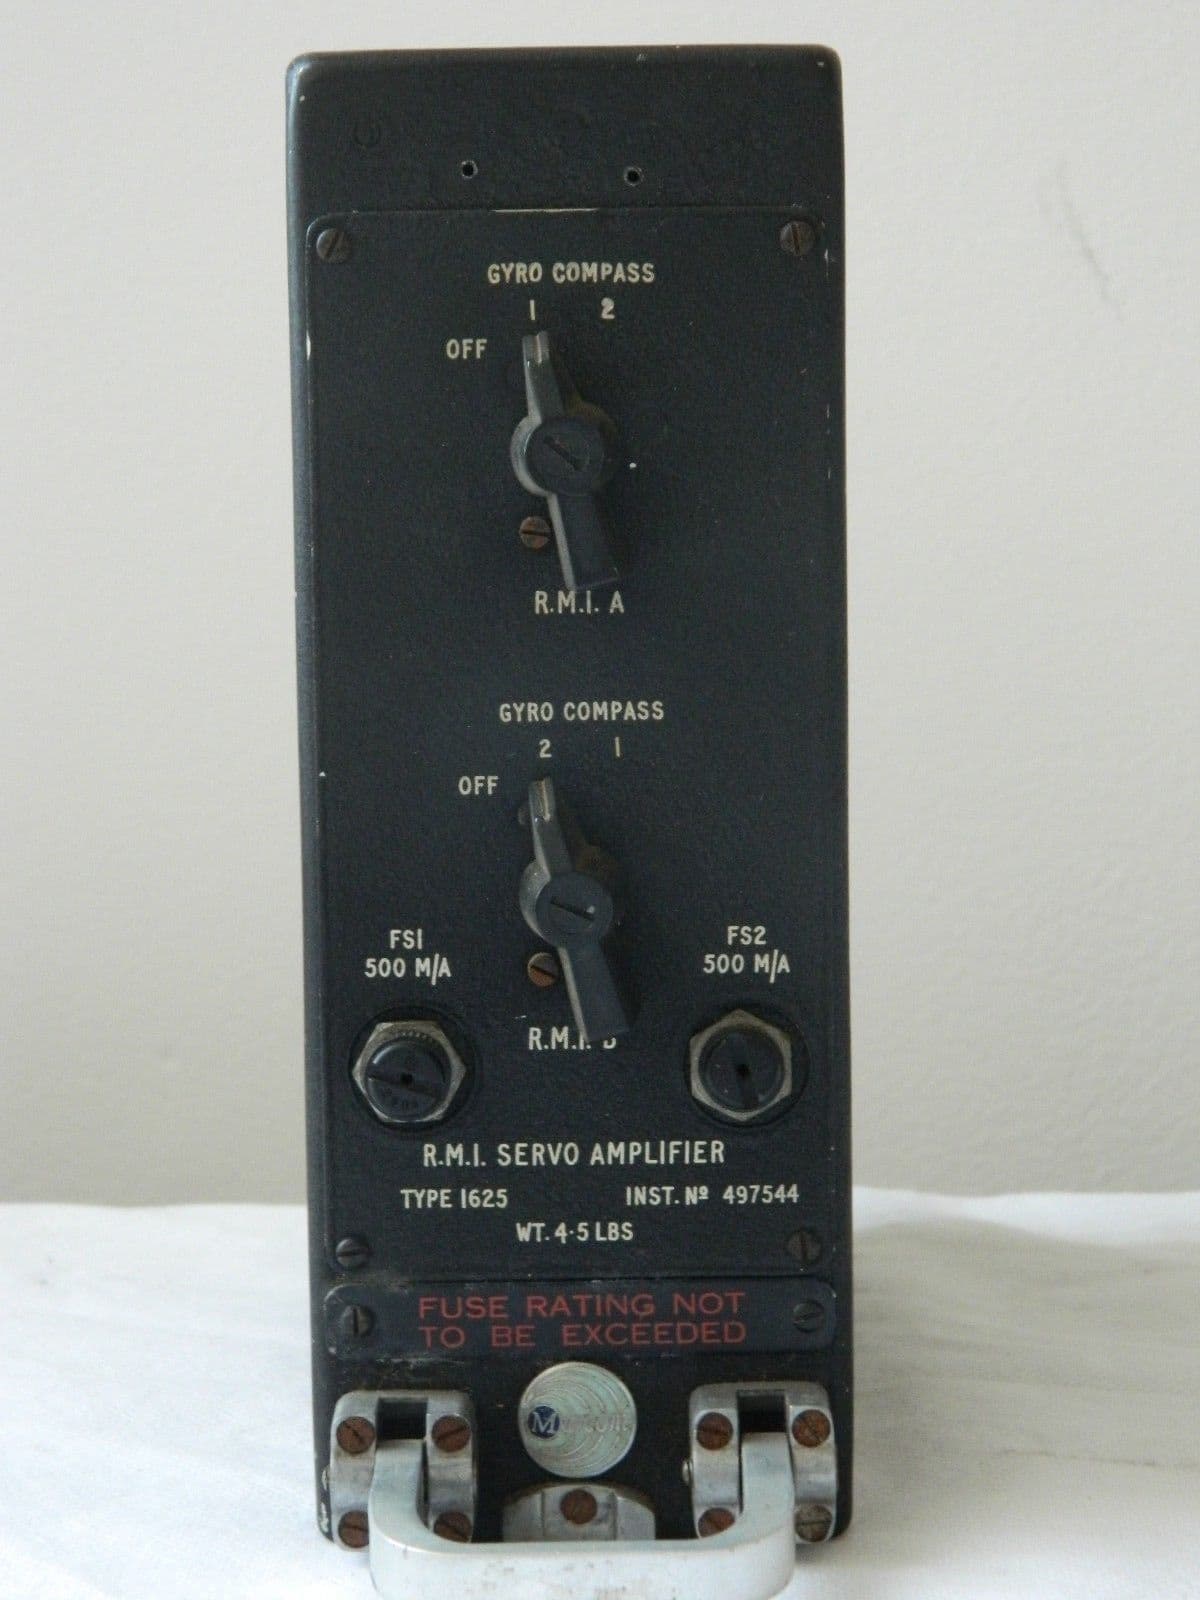 GYRO COMPASS
1 2
OFF
R.M.I. A
GYRO COMPASS
2 1
OFF
FS1
500 M/A
FS2
500 M/A
R.M.I.
R.M.I. SERVO AMPLIFIER
TYPE 1625 INST. Nº 497544
WT. 4·5 LBS
FUSE RATING NOT
TO BE EXCEEDED
Marconi